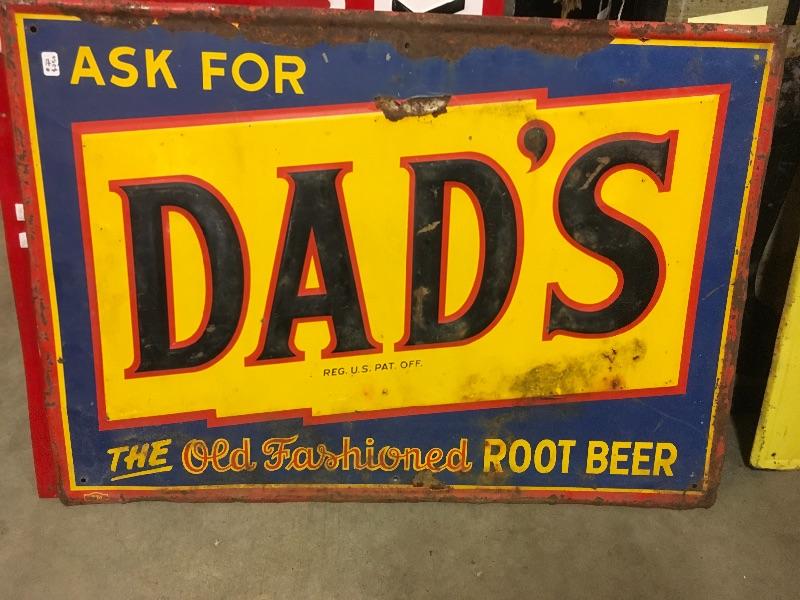 ASK FOR
DAD'S
REG. U.S. PAT. OFF.
THE Old Fashioned ROOT BEER